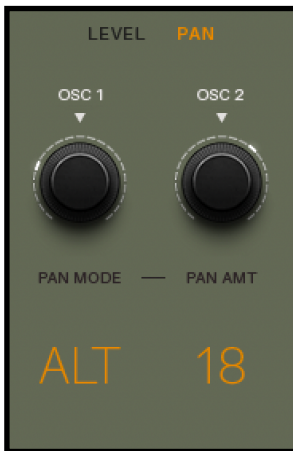 LEVEL PAN
OSC 1 OSC 2
PAN MODE — PAN AMT
ALT 18